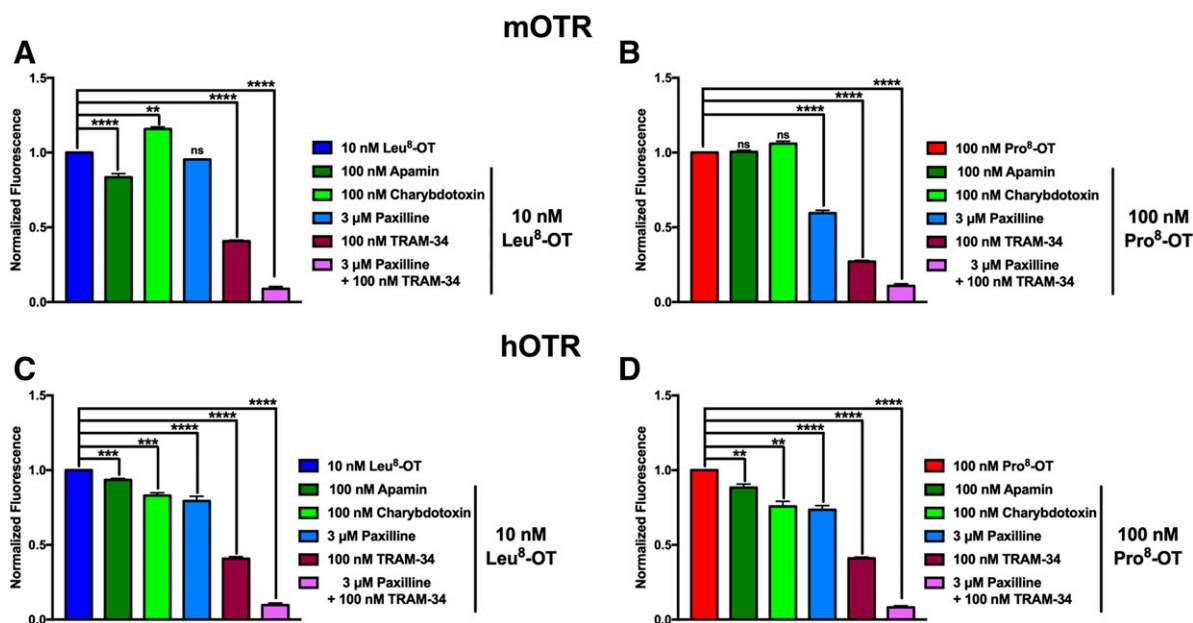 mOTR
A
Normalized Fluorescence
1.5
1.0
0.5
0.0
****
****
**
****
ns
10 nM Leu⁸-OT
100 nM Apamin
100 nM Charybdotoxin
3 µM Paxilline
100 nM TRAM-34
3 µM Paxilline
+ 100 nM TRAM-34
10 nM
Leu⁸-OT
B
Normalized Fluorescence
1.5
1.0
0.5
0.0
****
****
****
ns
ns
100 nM Pro⁸-OT
100 nM Apamin
100 nM Charybdotoxin
3 µM Paxilline
100 nM TRAM-34
3 µM Paxilline
+ 100 nM TRAM-34
100 nM
Pro⁸-OT
hOTR
C
Normalized Fluorescence
1.5
1.0
0.5
0.0
****
****
****
***
***
10 nM Leu⁸-OT
100 nM Apamin
100 nM Charybdotoxin
3 µM Paxilline
100 nM TRAM-34
3 µM Paxilline
+ 100 nM TRAM-34
10 nM
Leu⁸-OT
D
Normalized Fluorescence
1.5
1.0
0.5
0.0
****
****
****
**
**
100 nM Pro⁸-OT
100 nM Apamin
100 nM Charybdotoxin
3 µM Paxilline
100 nM TRAM-34
3 µM Paxilline
+ 100 nM TRAM-34
100 nM
Pro⁸-OT